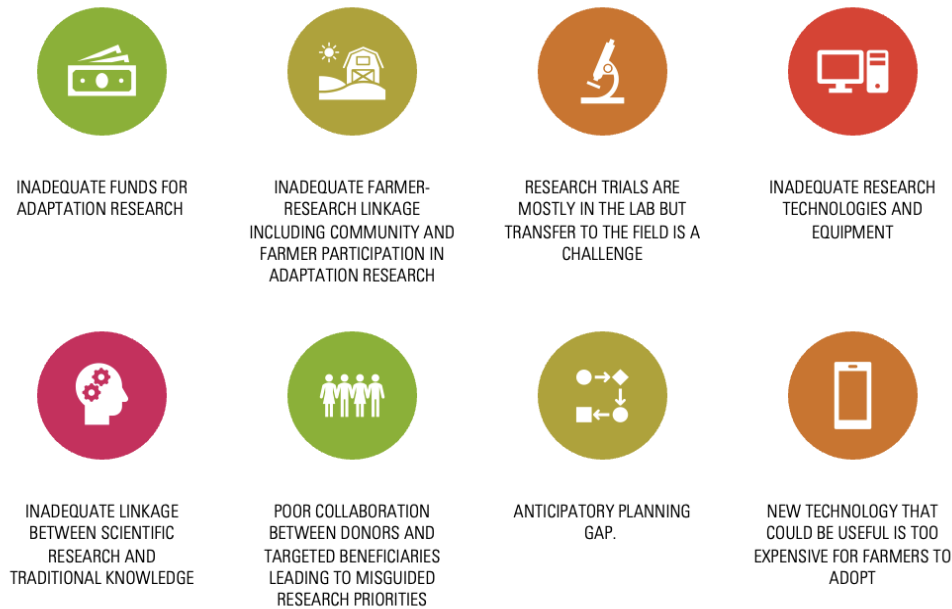 INADEQUATE FUNDS FOR
ADAPTATION RESEARCH
INADEQUATE FARMER-
RESEARCH LINKAGE
INCLUDING COMMUNITY AND
FARMER PARTICIPATION IN
ADAPTATION RESEARCH
RESEARCH TRIALS ARE
MOSTLY IN THE LAB BUT
TRANSFER TO THE FIELD IS A
CHALLENGE
INADEQUATE RESEARCH
TECHNOLOGIES AND
EQUIPMENT
INADEQUATE LINKAGE
BETWEEN SCIENTIFIC
RESEARCH AND
TRADITIONAL KNOWLEDGE
POOR COLLABORATION
BETWEEN DONORS AND
TARGETED BENEFICIARIES
LEADING TO MISGUIDED
RESEARCH PRIORITIES
ANTICIPATORY PLANNING
GAP.
NEW TECHNOLOGY THAT
COULD BE USEFUL IS TOO
EXPENSIVE FOR FARMERS TO
ADOPT